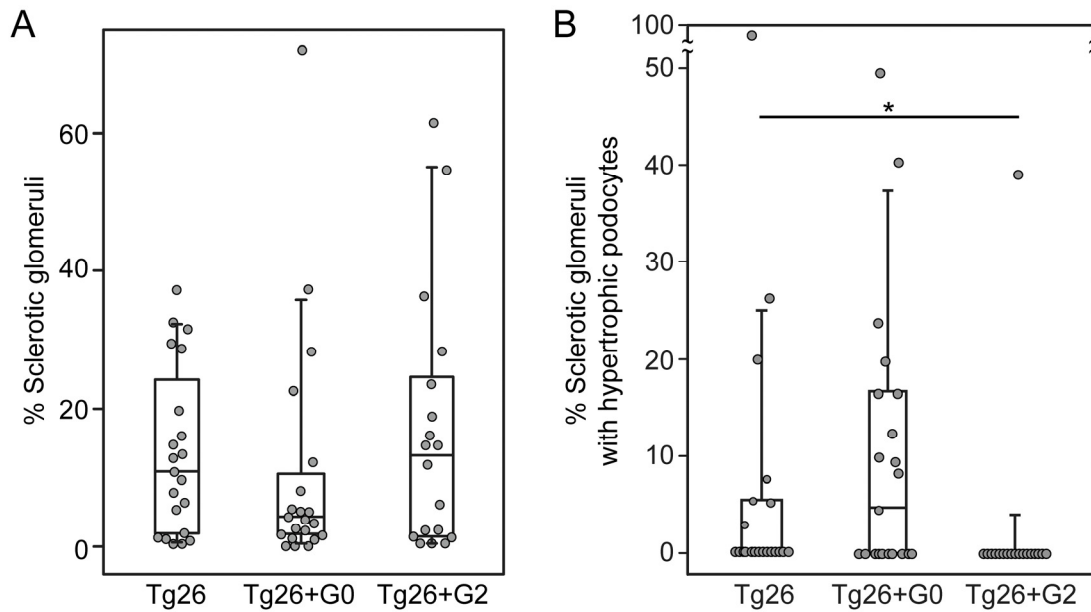 A
% Sclerotic glomeruli
60
40
20
0
Tg26
Tg26+G0
Tg26+G2
B
% Sclerotic glomeruli
with hypertrophic podocytes
100
50
40
30
20
10
0
*
Tg26
Tg26+G0
Tg26+G2